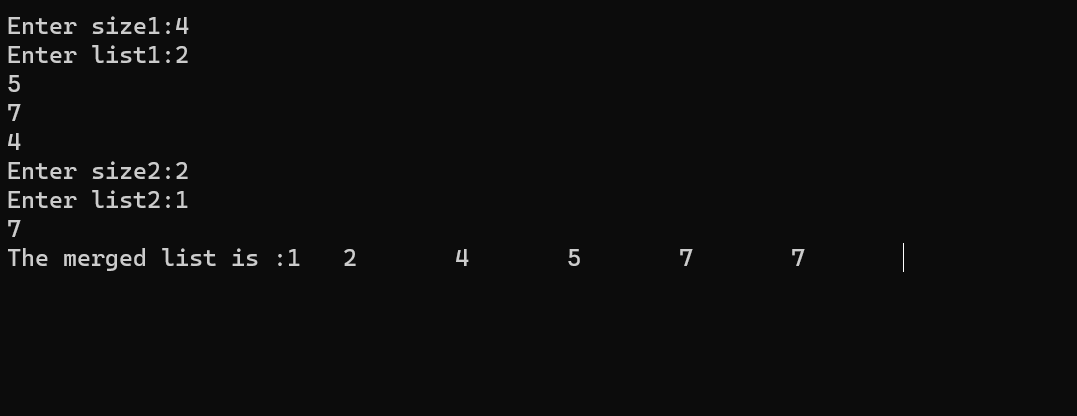 Enter size1:4
Enter list1:2
5
7
4
Enter size2:2
Enter list2:1
7
The merged list is :1   2       4       5       7       7